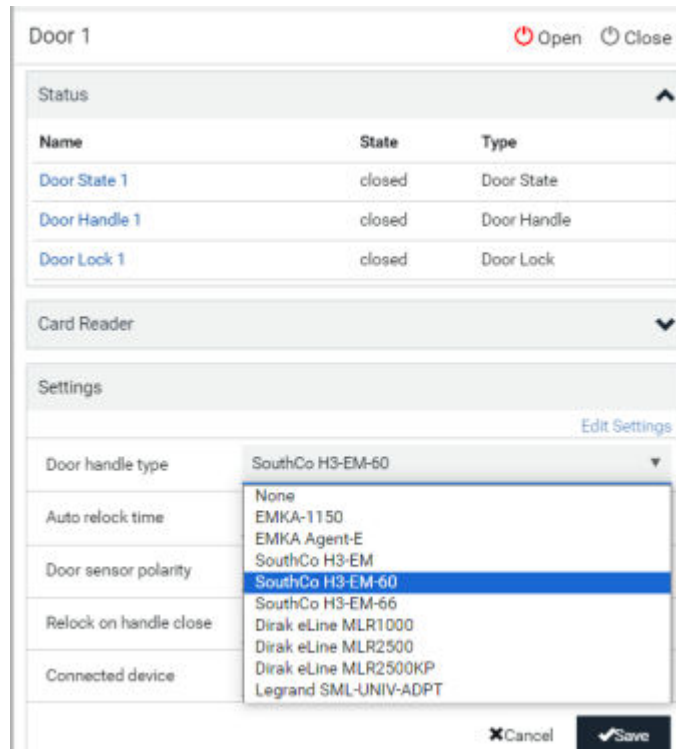 Door 1 Open Close
Status
Name State Type
Door State 1 closed Door State
Door Handle 1 closed Door Handle
Door Lock 1 closed Door Lock
Card Reader
Settings
Edit Settings
Door handle type SouthCo H3-EM-60
None
Auto relock time EMKA-1150
EMKA Agent-E
Door sensor polarity SouthCo H3-EM
SouthCo H3-EM-60
SouthCo H3-EM-66
Relock on handle close Dirak eLine MLR1000
Dirak eLine MLR2500
Connected device Dirak eLine MLR2500KP
Legrand SML-UNIV-ADPT
Cancel Save